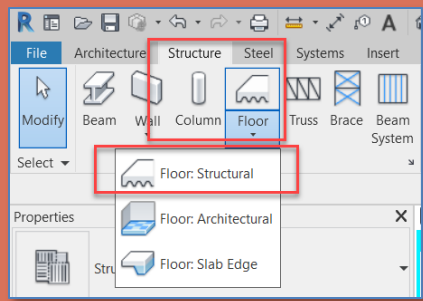 R A
File Architecture Structure Steel Systems Insert
Modify Beam Wall Column Floor Truss Brace Beam System
Select
Floor: Structural
Properties X
Floor: Architectural
Stru
Floor: Slab Edge